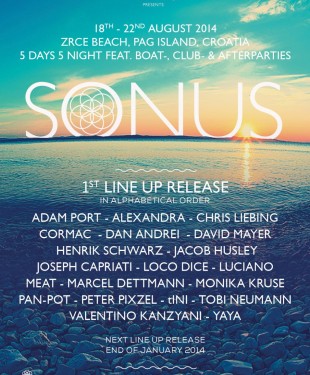 PRESENTS
18TH - 22ND AUGUST 2014
ZRCE BEACH, PAG ISLAND, CROATIA
5 DAYS 5 NIGHT FEAT. BOAT-, CLUB- & AFTERPARTIES
SONUS
1ST LINE UP RELEASE
IN ALPHABETICAL ORDER
ADAM PORT - ALEXANDRA - CHRIS LIEBING
CORMAC - DAN ANDREI - DAVID MAYER
HENRIK SCHWARZ - JACOB HUSLEY
JOSEPH CAPRIATI - LOCO DICE - LUCIANO
MEAT - MARCEL DETTMANN - MONIKA KRUSE
PAN-POT - PETER PIXZEL - tINI - TOBI NEUMANN
VALENTINO KANZYANI - YAYA
NEXT LINE UP RELEASE
END OF JANUARY 2014